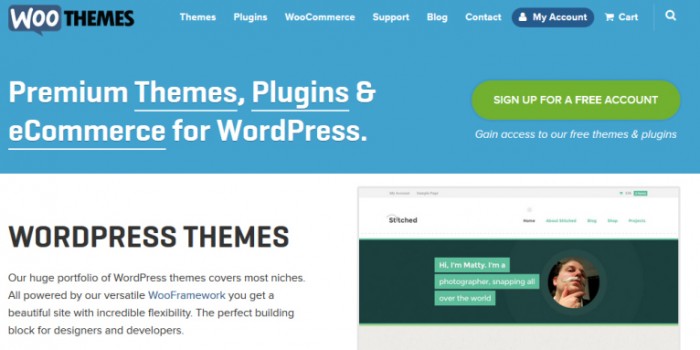 WOO THEMES
Themes Plugins WooCommerce Support Blog Contact My Account Cart
Premium Themes, Plugins &
eCommerce for WordPress.
SIGN UP FOR A FREE ACCOUNT
Gain access to our free themes & plugins
WORDPRESS THEMES
Our huge portfolio of WordPress themes covers most niches.
All powered by our versatile WooFramework you get a
beautiful site with incredible flexibility. The perfect building
block for designers and developers.
My Account Sample Page
Stitched
Home About Stitched Blog Shop Projects
Hi, I'm Matty. I'm a
photographer, snapping all
over the world